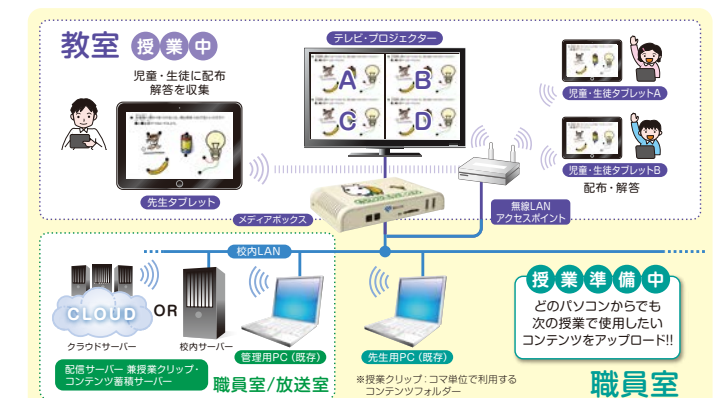 教室 授業中
児童・生徒に配布
解答を収集
先生タブレット
テレビ・プロジェクター
A
B
C
D
児童・生徒タブレットA
児童・生徒タブレットB
配布・解答
無線LAN
アクセスポイント
メディアボックス
校内LAN
CLOUD
OR
クラウドサーバー
校内サーバー
管理用PC(既存)
先生用PC(既存)
配信サーバー 兼授業クリップ・
コンテンツ蓄積サーバー
職員室/放送室
※授業クリップ:コマ単位で利用する
コンテンツフォルダー
授業準備中
どのパソコンからでも
次の授業で使用したい
コンテンツをアップロード!!
職員室